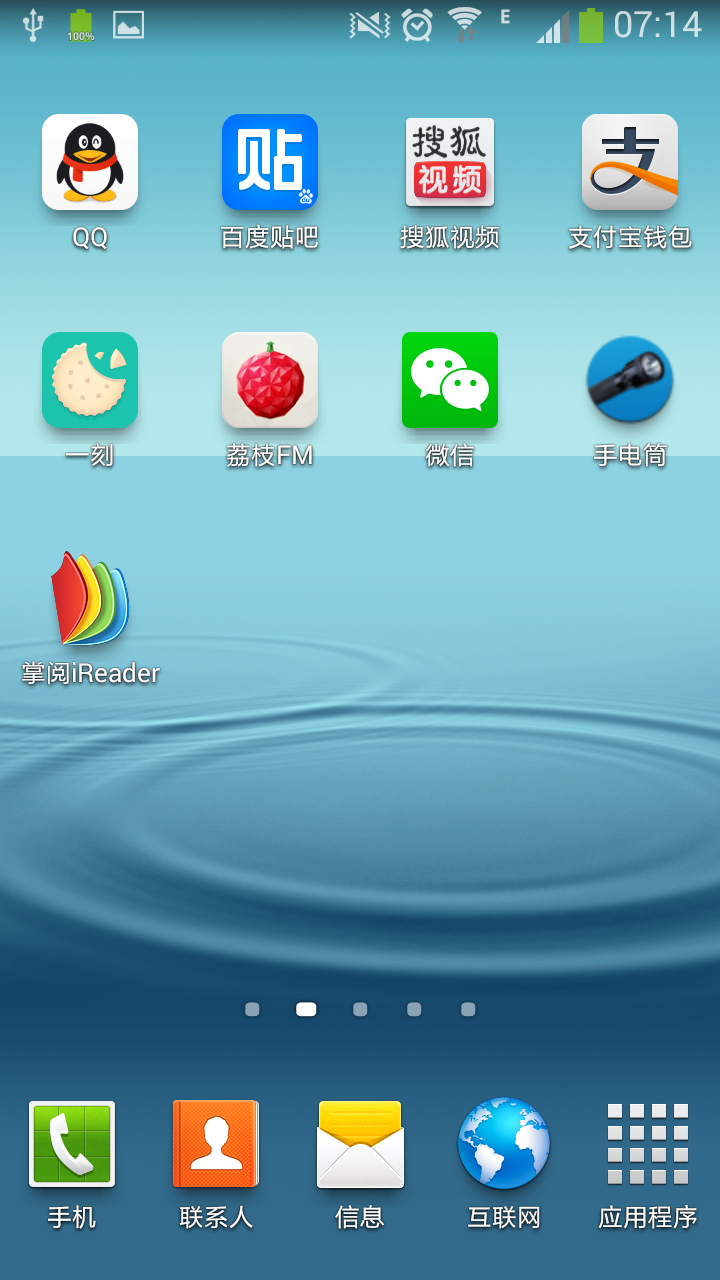 100%
E
07:14
贴
搜狐
视频
支
QQ
百度贴吧
搜狐视频
支付宝钱包
一刻
荔枝FM
微信
手电筒
掌阅iReader
手机
联系人
信息
互联网
应用程序